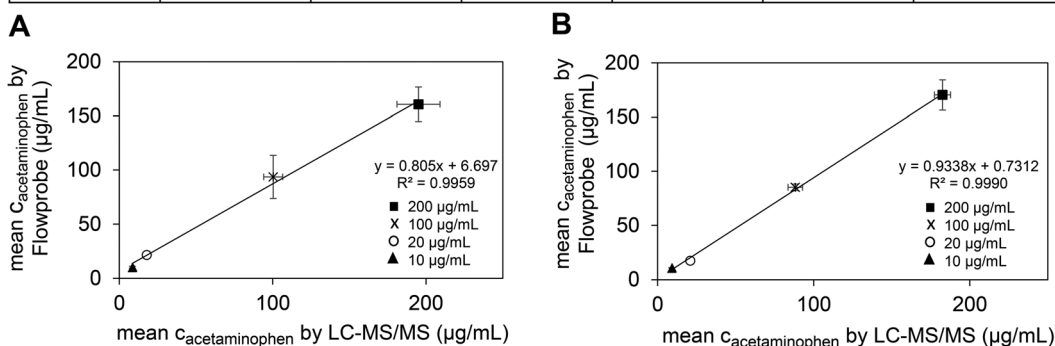 A
200
150
100
50
0
0
100
200
mean c_acetaminophen by
Flowprobe (µg/mL)
y = 0.805x + 6.697
R² = 0.9959
200 µg/mL
100 µg/mL
20 µg/mL
10 µg/mL
mean c_acetaminophen by LC-MS/MS (µg/mL)
B
200
150
100
50
0
0
100
200
mean c_acetaminophen by
Flowprobe (µg/mL)
y = 0.9338x + 0.7312
R² = 0.9990
200 µg/mL
100 µg/mL
20 µg/mL
10 µg/mL
mean c_acetaminophen by LC-MS/MS (µg/mL)